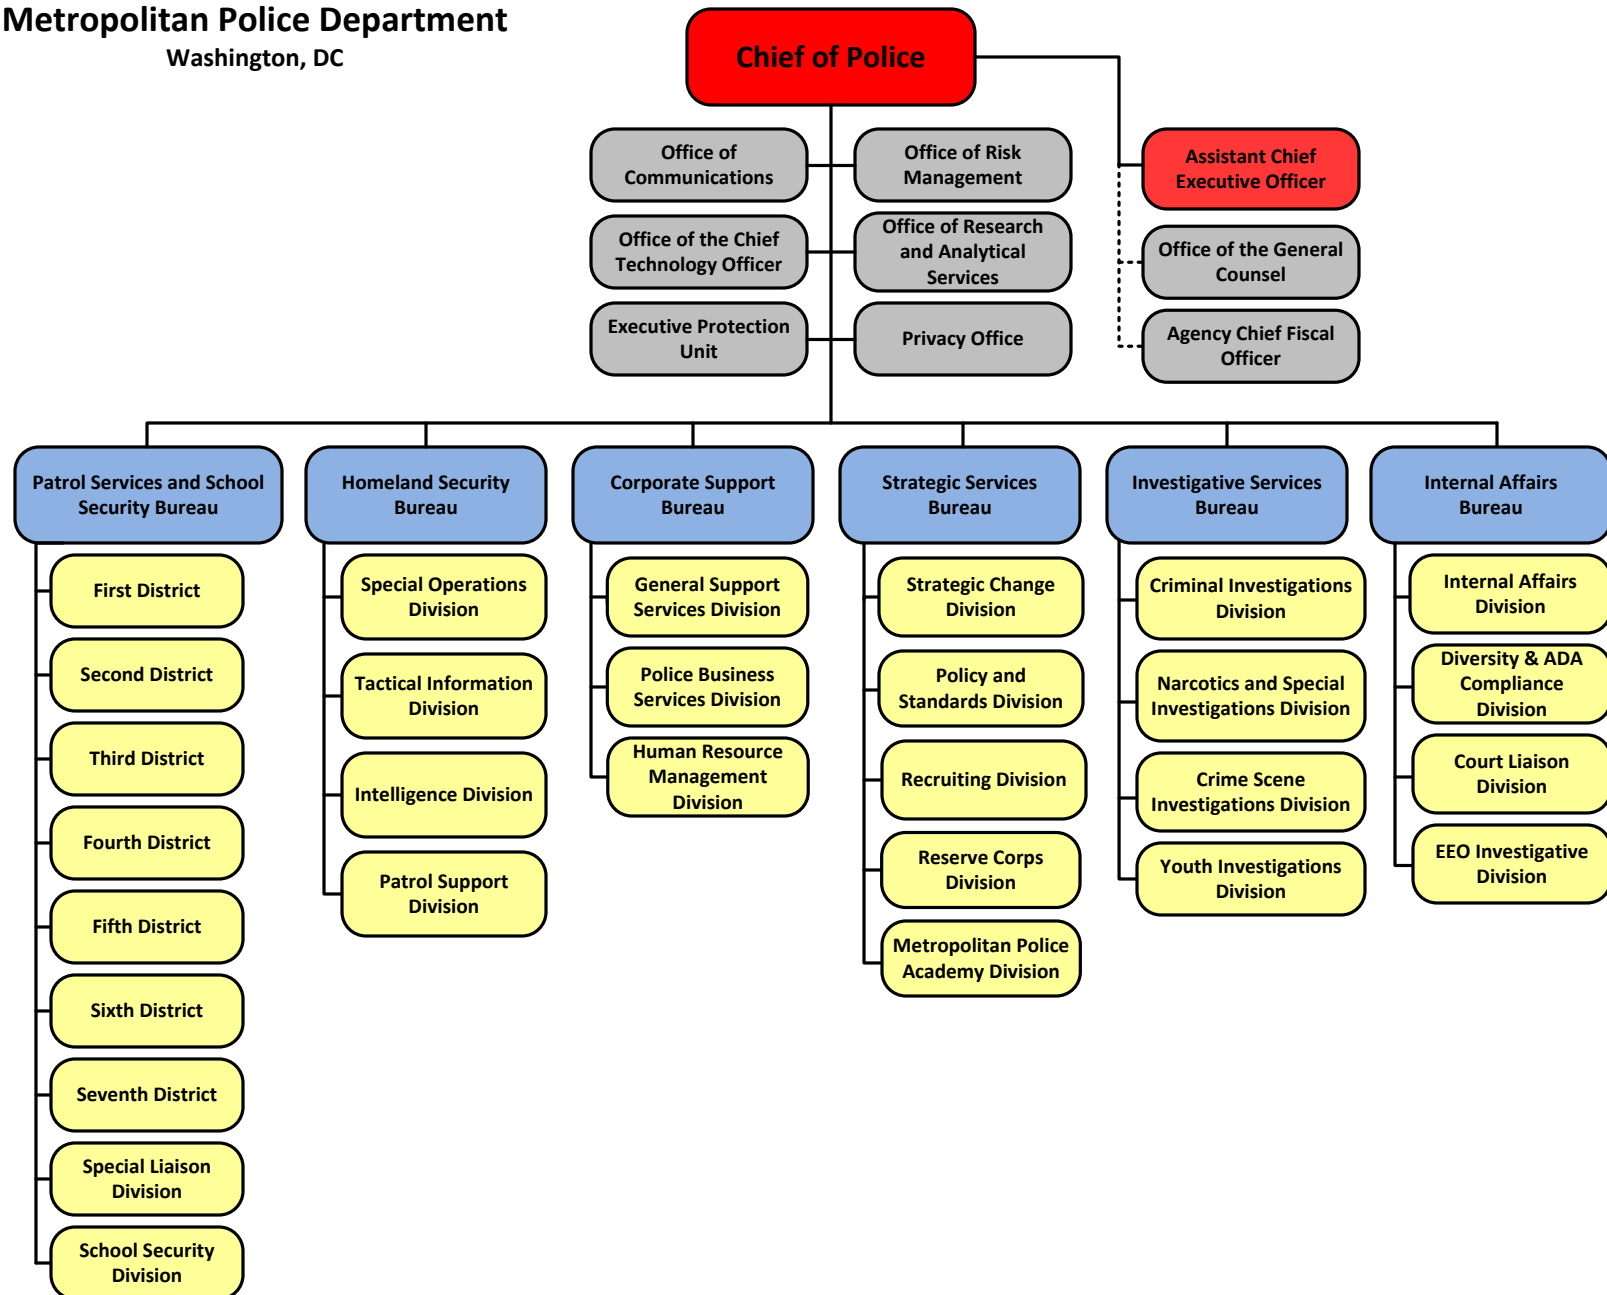 Metropolitan Police Department
Washington, DC
Chief of Police
Office of
Communications
Office of Risk
Management
Assistant Chief
Executive Officer
Office of the Chief
Technology Officer
Office of Research
and Analytical
Services
Office of the General
Counsel
Executive Protection
Unit
Privacy Office
Agency Chief Fiscal
Officer
Patrol Services and School
Security Bureau
Homeland Security
Bureau
Corporate Support
Bureau
Strategic Services
Bureau
Investigative Services
Bureau
Internal Affairs
Bureau
First District
Second District
Third District
Fourth District
Fifth District
Sixth District
Seventh District
Special Liaison
Division
School Security
Division
Special Operations
Division
Tactical Information
Division
Intelligence Division
Patrol Support
Division
General Support
Services Division
Police Business
Services Division
Human Resource
Management
Division
Strategic Change
Division
Policy and
Standards Division
Recruiting Division
Reserve Corps
Division
Metropolitan Police
Academy Division
Criminal Investigations
Division
Narcotics and Special
Investigations Division
Crime Scene
Investigations Division
Youth Investigations
Division
Internal Affairs
Division
Diversity & ADA
Compliance
Division
Court Liaison
Division
EEO Investigative
Division